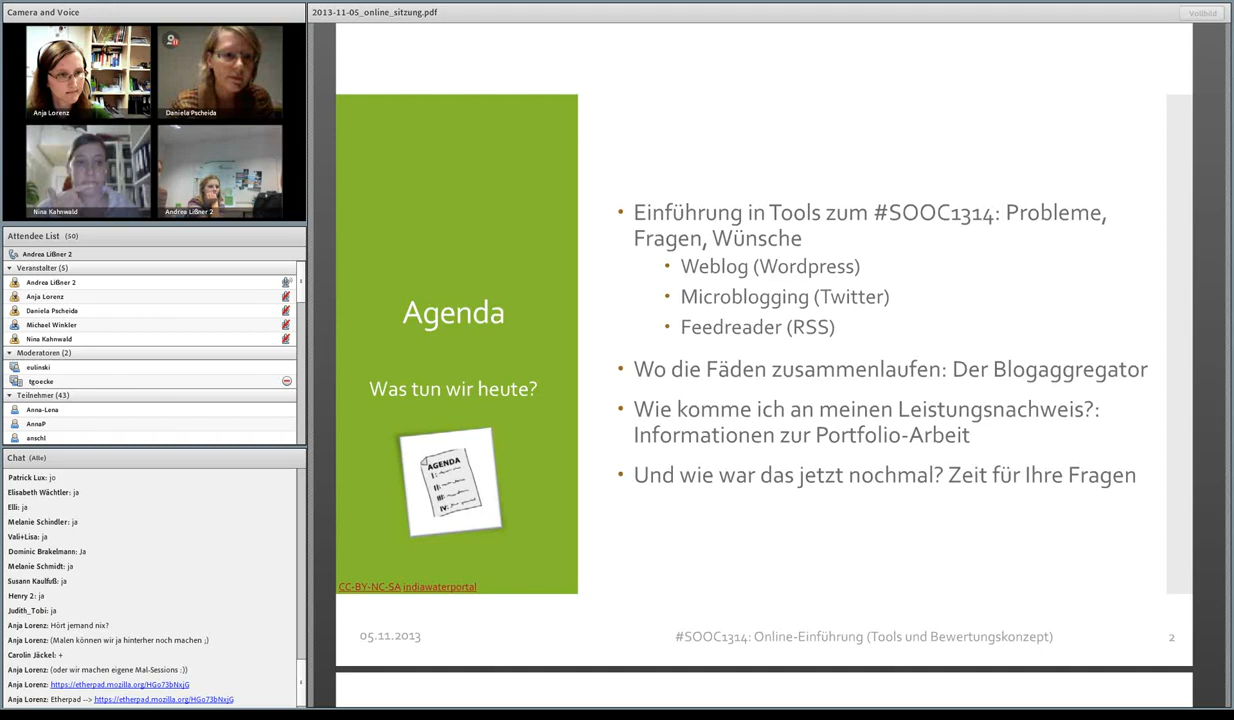 Camera and Voice
Anja Lorenz
Daniela Pscheida
Nina Kahnwald
Andrea Lißner 2
Attendee List (50)
Andrea Lißner 2
Veranstalter (5)
Andrea Lißner 2
Anja Lorenz
Daniela Pscheida
Michael Winkler
Nina Kahnwald
Moderatoren (2)
eulinski
tgoecke
Teilnehmer (43)
Anna-Lena
AnnaP
anschl
Chat (Alle)
Patrick Lux: jo
Elisabeth Wächtler: ja
Elli: ja
Melanie Schindler: ja
Vali+Lisa: ja
Dominic Brakelmann: Ja
Melanie Schmidt: ja
Susann Kaulfuß: ja
Henry 2: ja
Judith_Tobi: ja
Anja Lorenz: Hört jemand nix?
Anja Lorenz: (Malen können wir ja hinterher noch machen ;)
Carolin Jäckel: +
Anja Lorenz: (oder wir machen eigene Mal-Sessions :))
Anja Lorenz: https://etherpad.mozilla.org/HGo73bNxjG
Anja Lorenz: Etherpad --> https://etherpad.mozilla.org/HGo73bNxjG
2013-11-05_online_sitzung.pdf
Vollbild
Agenda
Was tun wir heute?
AGENDA
I:
II:
III:
IV:
CC-BY-NC-SA indiawaterportal
• Einführung in Tools zum #SOOC1314: Probleme,
Fragen, Wünsche
• Weblog (Wordpress)
• Microblogging (Twitter)
• Feedreader (RSS)
• Wo die Fäden zusammenlaufen: Der Blogaggregator
• Wie komme ich an meinen Leistungsnachweis?:
Informationen zur Portfolio-Arbeit
• Und wie war das jetzt nochmal? Zeit für Ihre Fragen
05.11.2013
#SOOC1314: Online-Einführung (Tools und Bewertungskonzept)
2